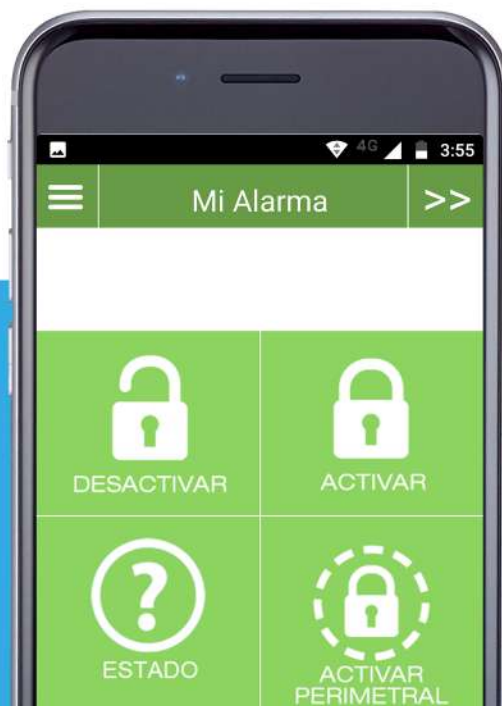 4G 3:55
Mi Alarma >>
DESACTIVAR ACTIVAR
ESTADO ACTIVAR
PERIMETRAL